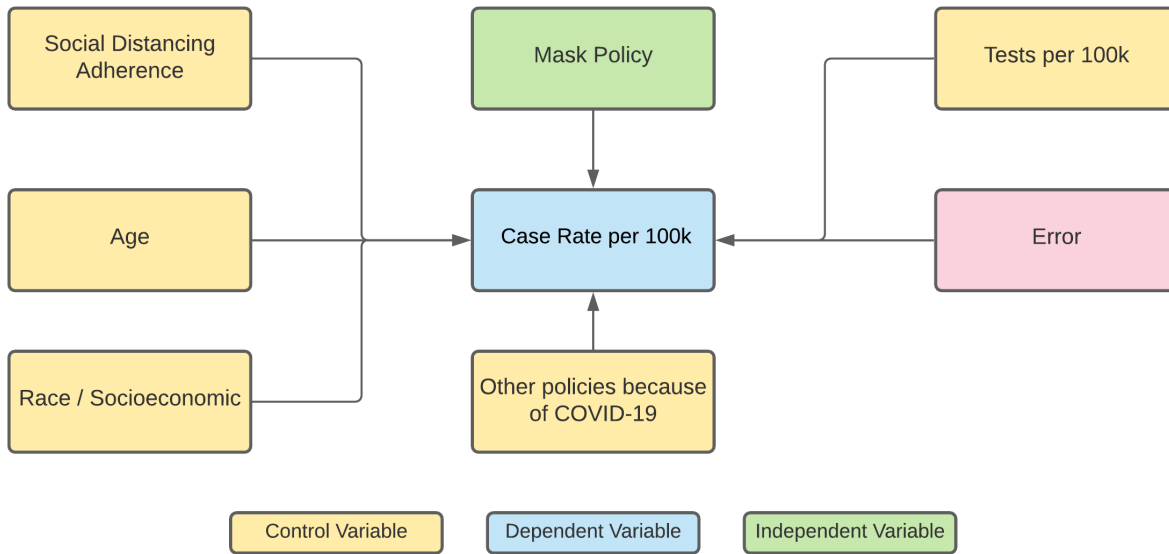 Social Distancing
Adherence
Mask Policy
Tests per 100k
Age
Case Rate per 100k
Error
Race / Socioeconomic
Other policies because
of COVID-19
Control Variable
Dependent Variable
Independent Variable